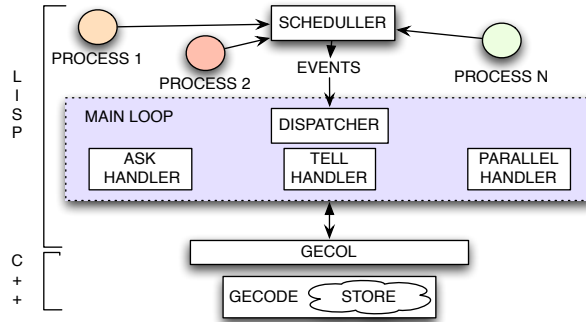 SCHEDULLER
PROCESS 1
PROCESS 2
PROCESS N
EVENTS
LISP
MAIN LOOP
DISPATCHER
ASK
HANDLER
TELL
HANDLER
PARALLEL
HANDLER
GECOL
C++
GECODE
STORE